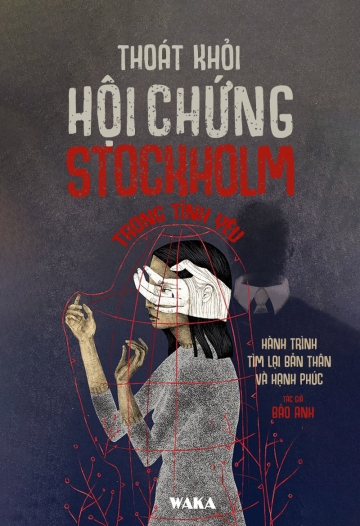 THOÁT KHỎI
HỘI CHỨNG
STOCKHOLM
TRONG TÌNH YÊU
HÀNH TRÌNH
TÌM LẠI BẢN THÂN
VÀ HẠNH PHÚC
TÁC GIẢ
BẢO ANH
WAKA